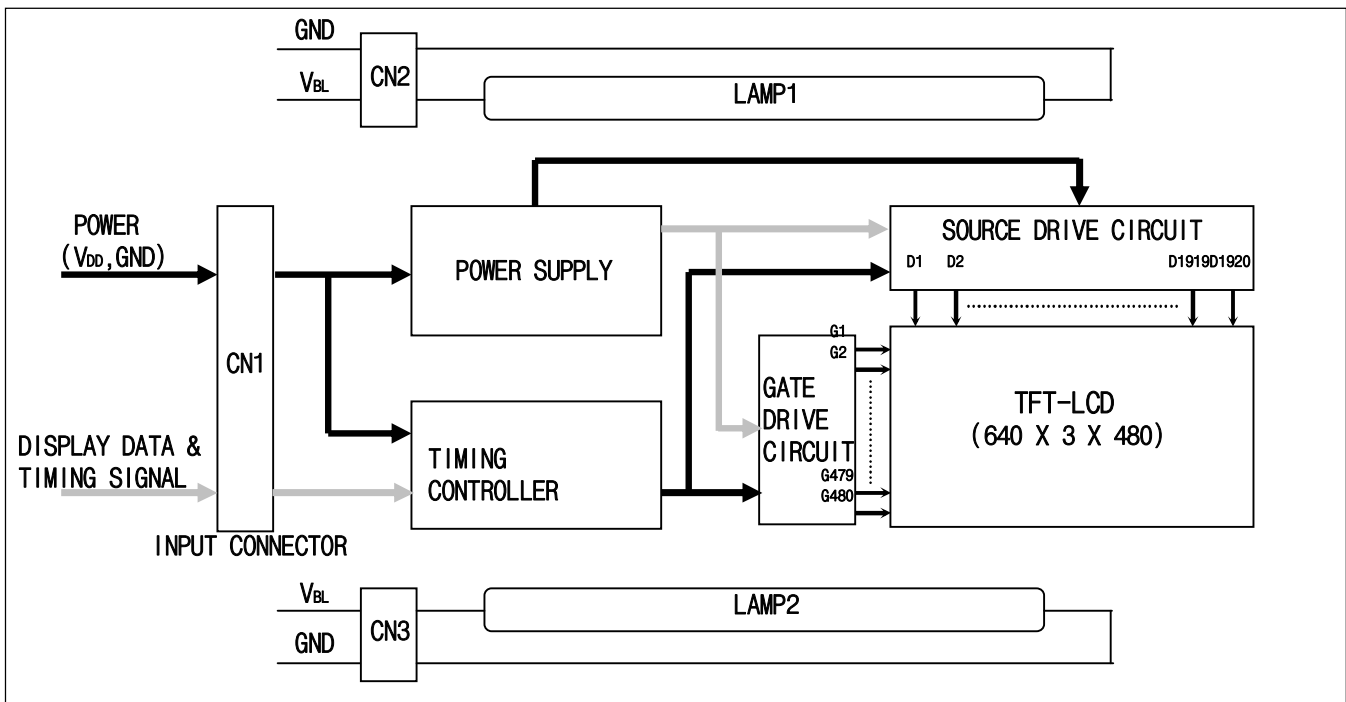 GND
VBL
CN2
LAMP1
POWER
(VDD,GND)
POWER SUPPLY
SOURCE DRIVE CIRCUIT
D1 D2 D1919D1920
CN1
G1
G2
GATE
DRIVE
CIRCUIT
G479
G480
TFT-LCD
(640 X 3 X 480)
DISPLAY DATA &
TIMING SIGNAL
TIMING
CONTROLLER
INPUT CONNECTOR
VBL
GND
CN3
LAMP2